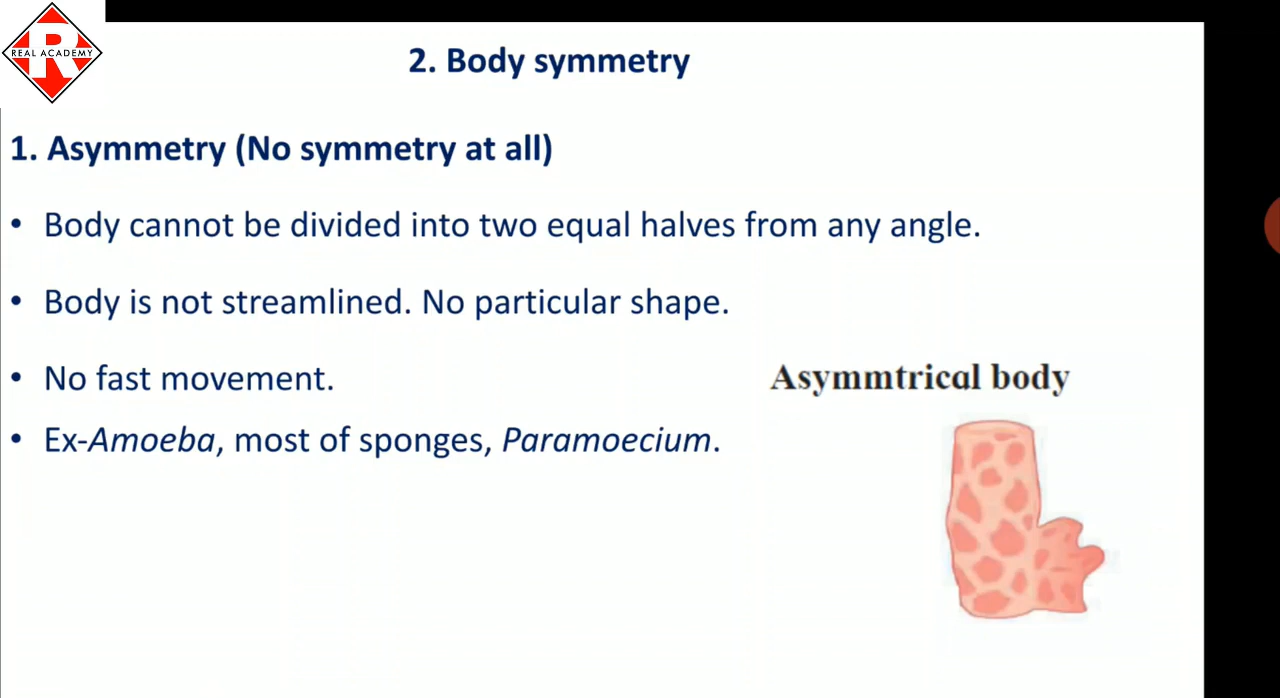 REAL ACADEMY
2. Body symmetry
1. Asymmetry (No symmetry at all)
• Body cannot be divided into two equal halves from any angle.
• Body is not streamlined. No particular shape.
• No fast movement.
Asymmtrical body
• Ex-Amoeba, most of sponges, Paramoecium.